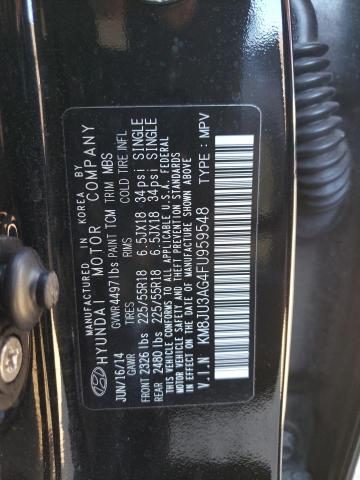 MANUFACTURED IN KOREA BY
HYUNDAI MOTOR COMPANY
JUN/16/14 GVWR 4497 lbs PAINT TCM TRIM MBS
GAWR TIRES RIMS COLD TIRE INFL
FRONT 2326 lbs 225/55R18 6.5JX18 34psi SINGLE
REAR 2480 lbs 225/55R18 6.5JX18 34psi SINGLE
THIS VEHICLE CONFORMS TO ALL APPLICABLE U.S.
FEDERAL MOTOR VEHICLE SAFETY AND
STANDARDS IN EFFECT ON THE DATE OF
MANUFACTURE SHOWN ABOVE.
V.I.N KM8JU3AG4FU959548 TYPE : MPV